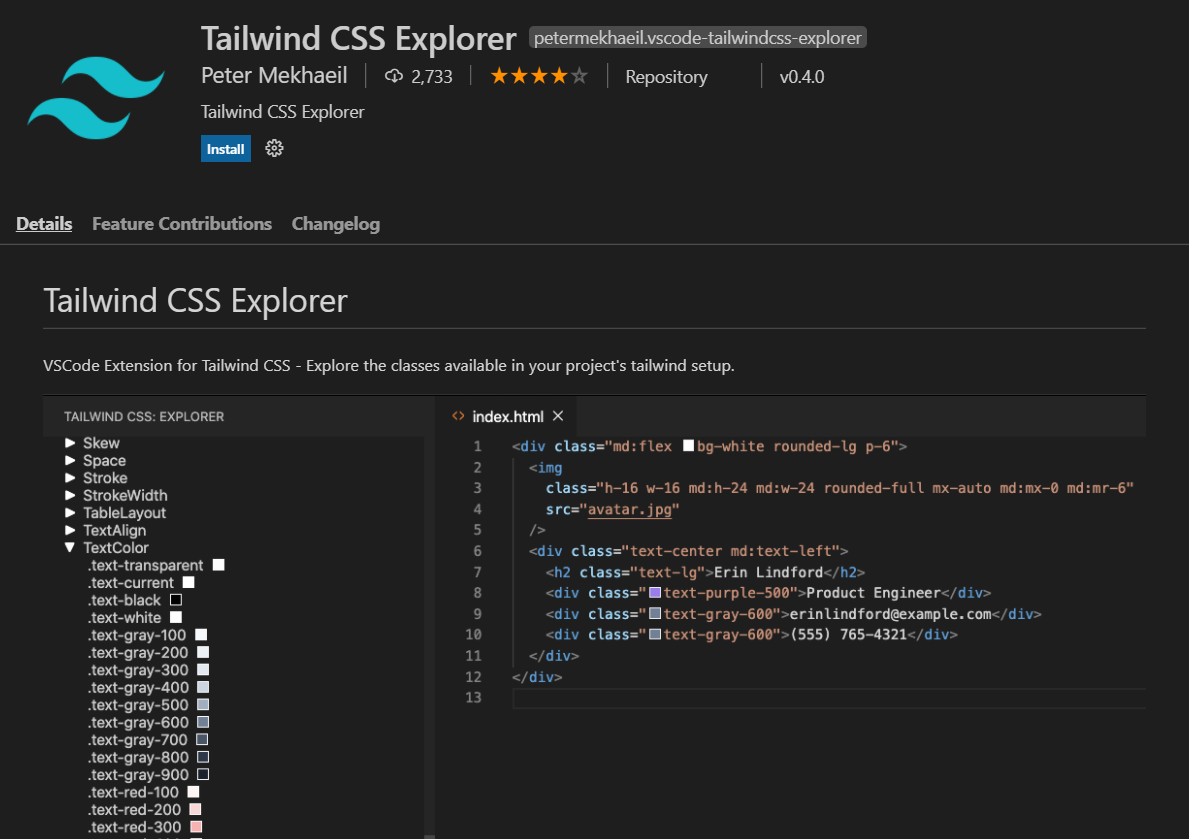 Tailwind CSS Explorer petermekhaeil.vscode-tailwindcss-explorer
Peter Mekhaeil 2,733 Repository v0.4.0
Tailwind CSS Explorer
Install
Details Feature Contributions Changelog
Tailwind CSS Explorer
VSCode Extension for Tailwind CSS - Explore the classes available in your project's tailwind setup.
TAILWIND CSS: EXPLORER
Skew
Space
Stroke
StrokeWidth
TableLayout
TextAlign
TextColor
.text-transparent
.text-current
.text-black
.text-white
.text-gray-100
.text-gray-200
.text-gray-300
.text-gray-400
.text-gray-500
.text-gray-600
.text-gray-700
.text-gray-800
.text-gray-900
.text-red-100
.text-red-200
.text-red-300
<> index.html ×
1 <div class="md:flex bg-white rounded-lg p-6">
2 <img
3 class="h-16 w-16 md:h-24 md:w-24 rounded-full mx-auto md:mx-0 md:mr-6"
4 src="avatar.jpg"
5 />
6 <div class="text-center md:text-left">
7 <h2 class="text-lg">Erin Lindford</h2>
8 <div class="text-purple-500">Product Engineer</div>
9 <div class="text-gray-600">erinlindford@example.com</div>
10 <div class="text-gray-600">(555) 765-4321</div>
11 </div>
12 </div>
13